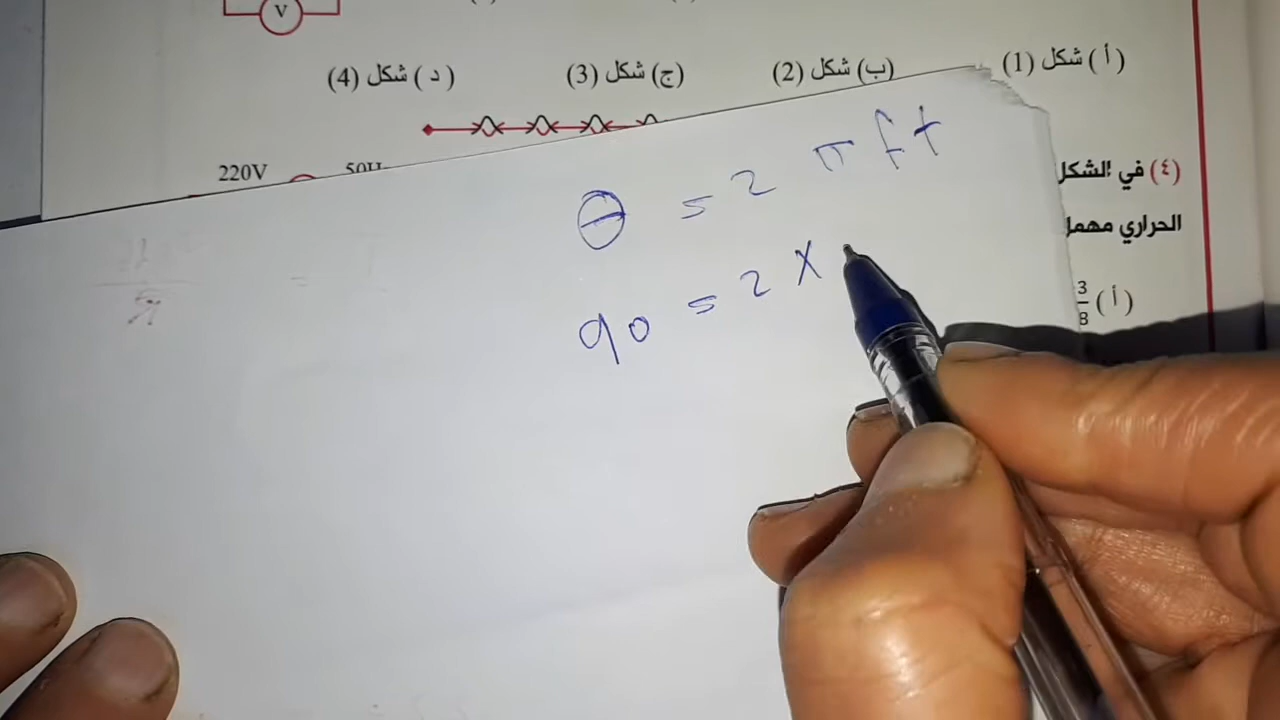 V
(أ) شكل (1) (ب) شكل (2) (ج) شكل (3) (د) شكل (4)
(٤) في الشكل
220V
θ = 2 π f t
الحراري
90 = 2 ×
(أ) 3/8